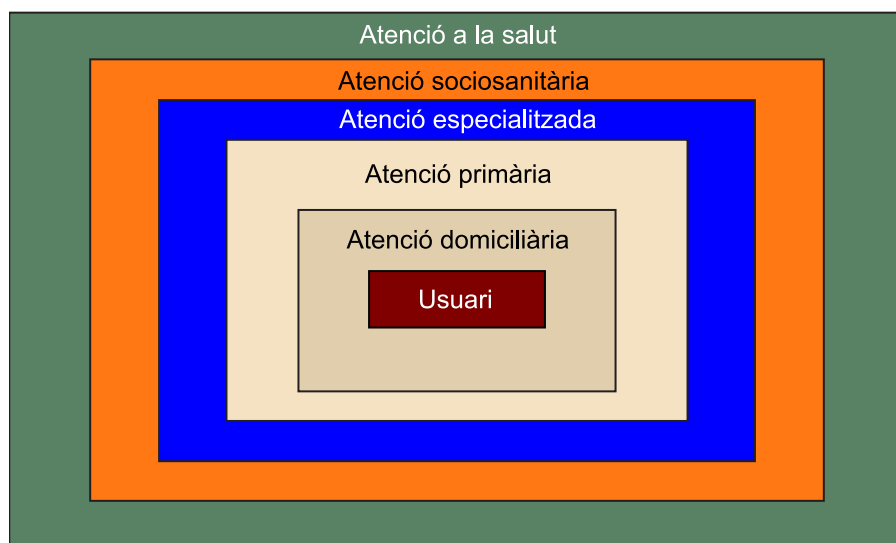 Atenció a la salut
Atenció sociosanitària
Atenció especialitzada
Atenció primària
Atenció domiciliària
Usuari